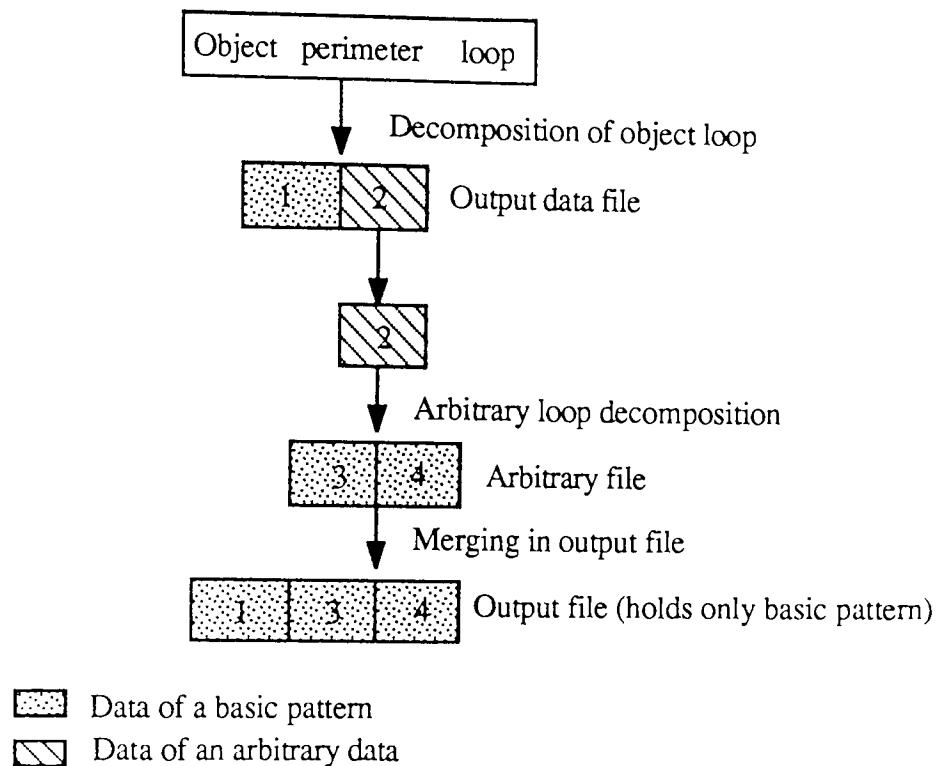 Object perimeter loop
Decomposition of object loop
1 2 Output data file
2
Arbitrary loop decomposition
3 4 Arbitrary file
Merging in output file
1 3 4 Output file (holds only basic pattern)
Data of a basic pattern
Data of an arbitrary data